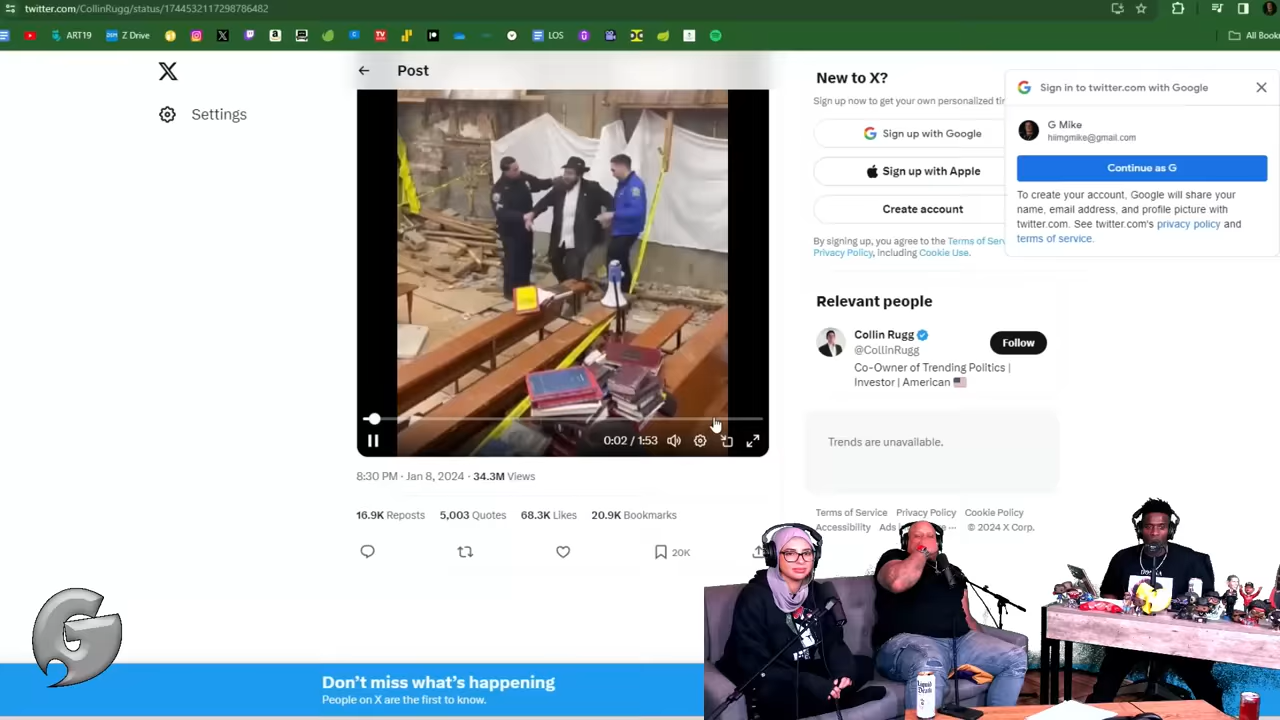 twitter.com/CollinRugg/status/1744532117298786482
ART19
Z Drive
LOS
All Book
Post
Settings
0:02 / 1:53
8:30 PM · Jan 8, 2024 · 34.3M Views
16.9K Reposts 5,003 Quotes 68.3K Likes 20.9K Bookmarks
20K
New to X?
Sign up now to get your own personalized tir
Sign up with Google
Sign up with Apple
Create account
By signing up, you agree to the Terms of Serv
Privacy Policy, including Cookie Use.
Sign in to twitter.com with Google
G Mike
hiimgmike@gmail.com
Continue as G
To create your account, Google will share your
name, email address, and profile picture with
twitter.com. See twitter.com's privacy policy and
terms of service.
Relevant people
Collin Rugg
@CollinRugg
Follow
Co-Owner of Trending Politics |
Investor | American
Trends are unavailable.
Terms of Service Privacy Policy Cookie Policy
Accessibility Ads © 2024 X Corp.
Liquid
Death
G
Don't miss what's happening
People on X are the first to know.